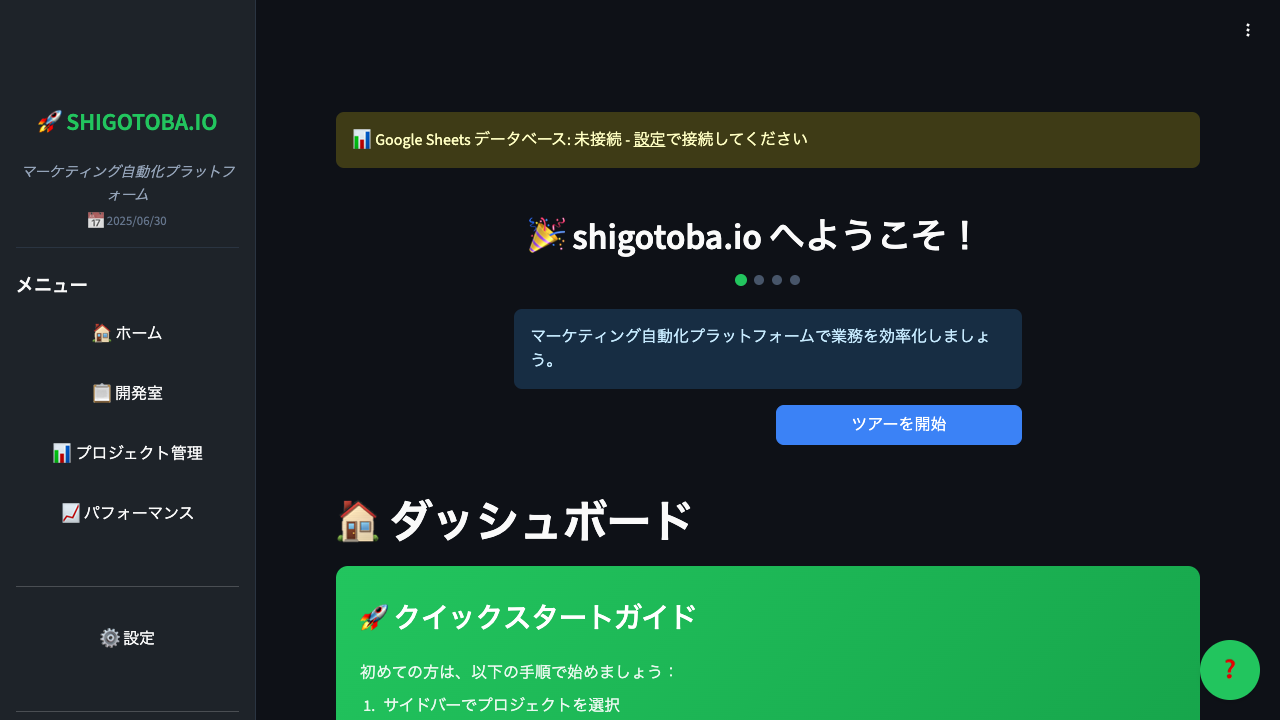 🚀 SHIGOTOBA.IO
マーケティング自動化プラットフ
ォーム
📅 2025/06/30
メニュー
🏠 ホーム
📋 開発室
📊 プロジェクト管理
📈 パフォーマンス
⚙️ 設定
📊 Google Sheets データベース: 未接続 - 設定で接続してください
🎉 shigotoba.io へようこそ！
マーケティング自動化プラットフォームで業務を効率化しましょ
う。
ツアーを開始
🏠 ダッシュボード
🚀 クイックスタートガイド
初めての方は、以下の手順で始めましょう：
1. サイドバーでプロジェクトを選択
❓